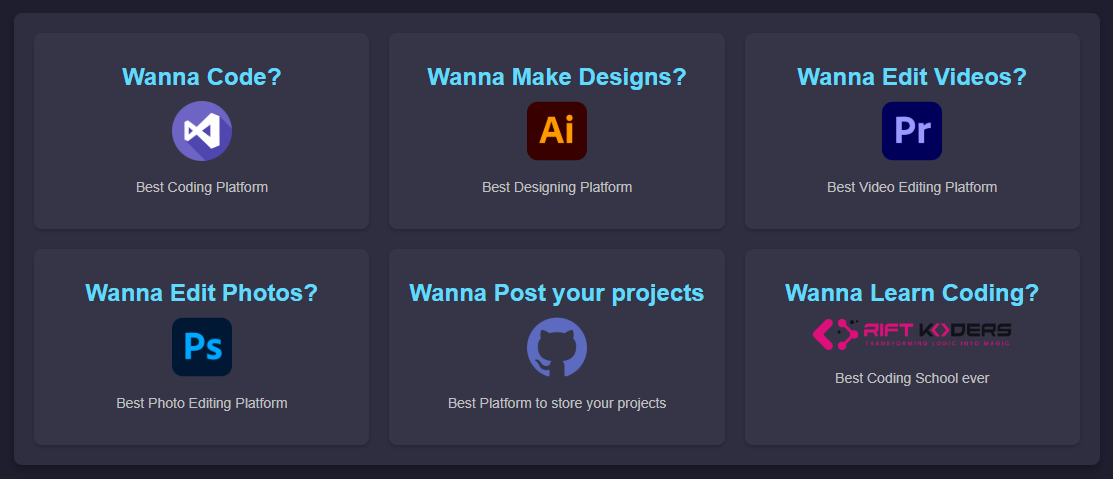 Wanna Code?
Best Coding Platform
Wanna Make Designs?
Ai
Best Designing Platform
Wanna Edit Videos?
Pr
Best Video Editing Platform
Wanna Edit Photos?
Ps
Best Photo Editing Platform
Wanna Post your projects
Best Platform to store your projects
Wanna Learn Coding?
RIFT KODERS
TRANSFORMING LOGIC INTO MAGIC
Best Coding School ever